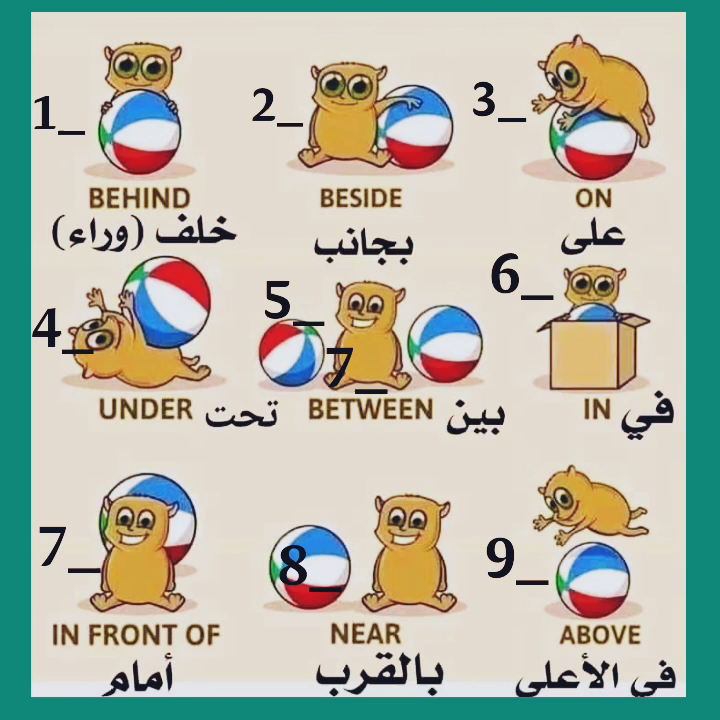 1_
BEHIND
خلف (وراء)
2_
BESIDE
بجانب
3_
ON
على
4_
UNDER تحت
5_
7_
BETWEEN بين
6_
IN في
7_
IN FRONT OF
أمام
8_
NEAR
بالقرب
9_
ABOVE
في الأعلى